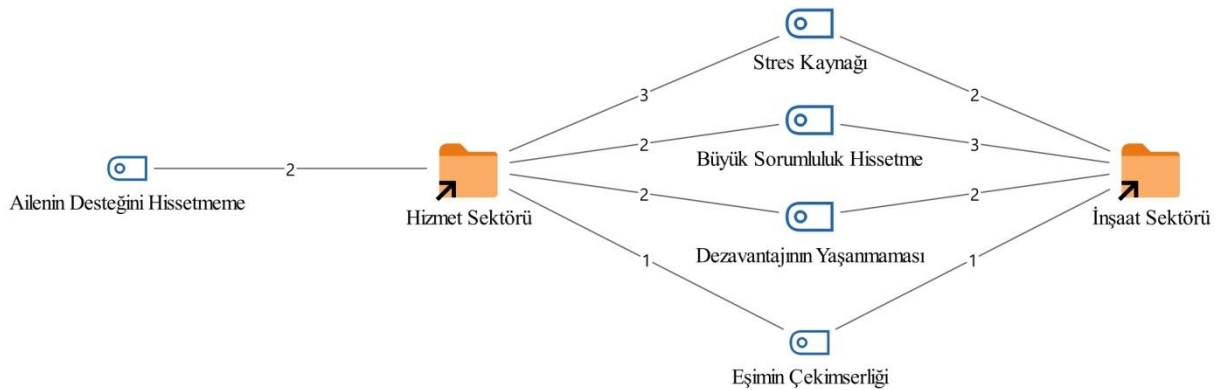 Stres Kaynağı
3
2
Büyük Sorumluluk Hissetme
2
3
Ailenin Desteğini Hissetmeme
2
Hizmet Sektörü
İnşaat Sektörü
2
2
Dezavantajının Yaşanmaması
1
1
Eşimin Çekimserliği